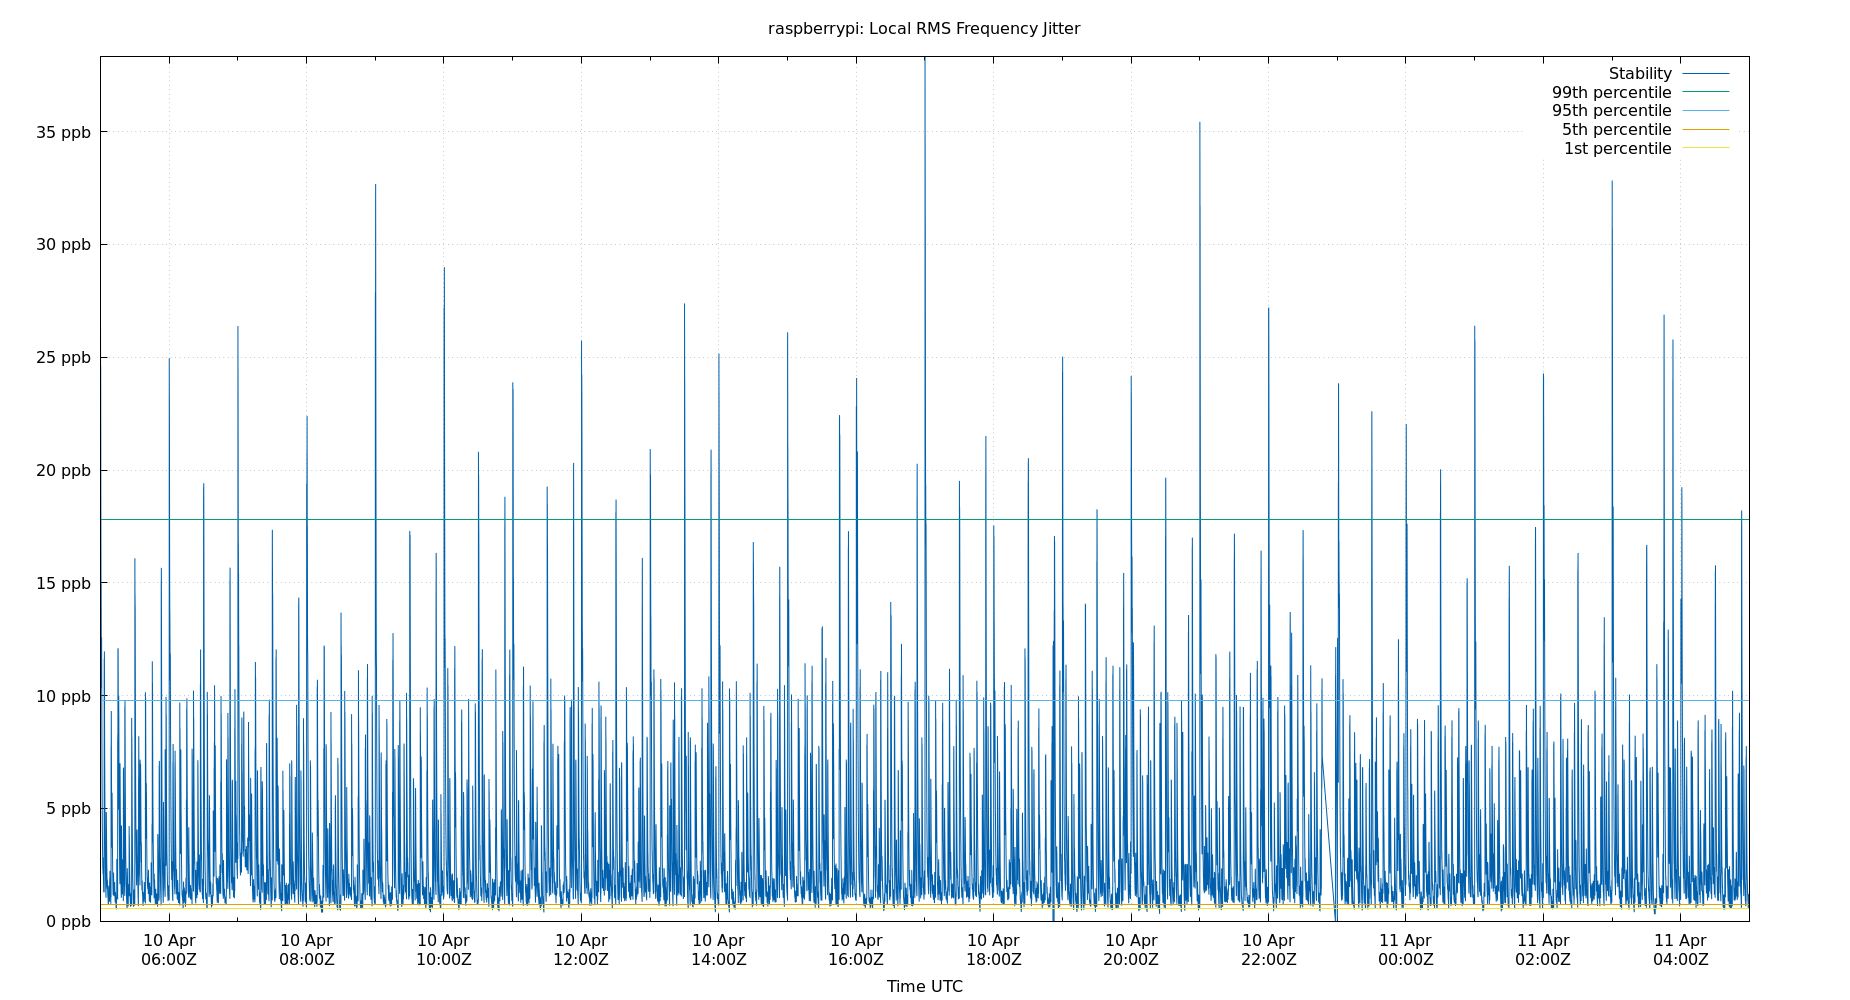 raspberrypi: Local RMS Frequency Jitter
Stability
99th percentile
95th percentile
5th percentile
1st percentile
35 ppb
30 ppb
25 ppb
20 ppb
15 ppb
10 ppb
5 ppb
0 ppb
10 Apr 10 Apr 10 Apr 10 Apr 10 Apr 10 Apr 10 Apr 10 Apr 10 Apr 11 Apr 11 Apr 11 Apr
06:00Z 08:00Z 10:00Z 12:00Z 14:00Z 16:00Z 18:00Z 20:00Z 22:00Z 00:00Z 02:00Z 04:00Z
Time UTC